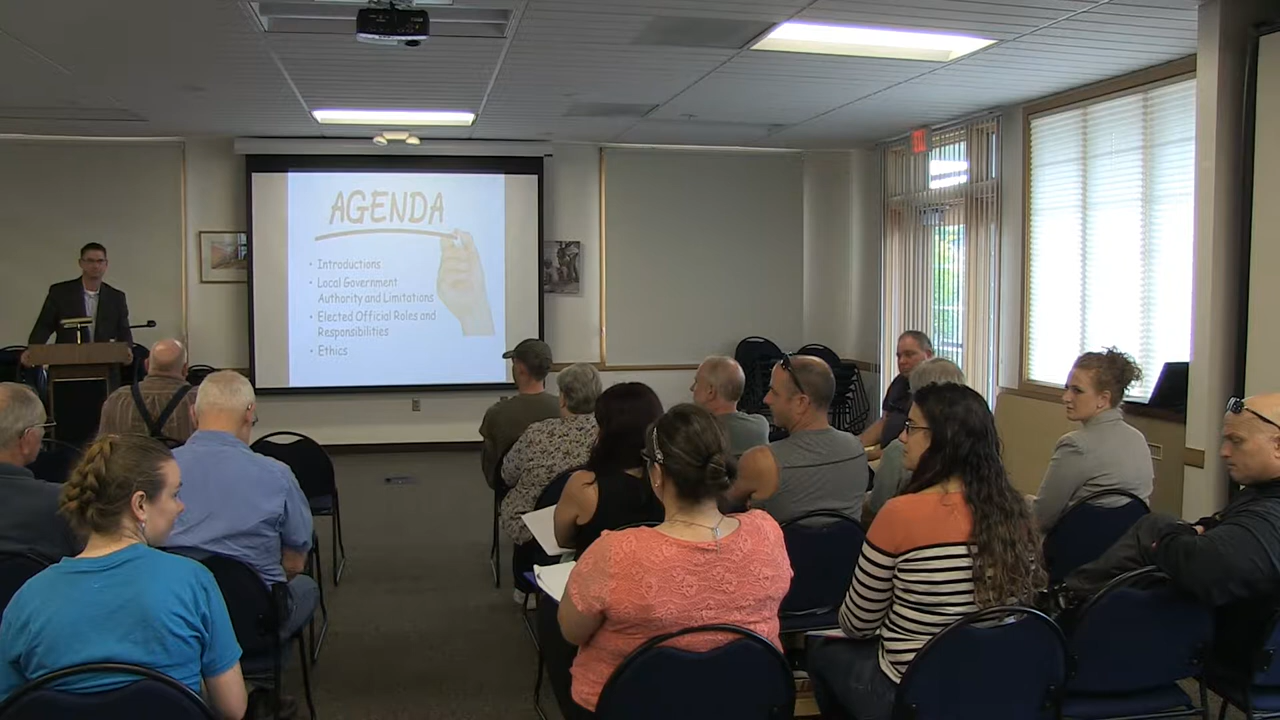 AGENDA
• Introductions
• Local Government
Authority and Limitations
• Elected Official Roles and
Responsibilities
• Ethics